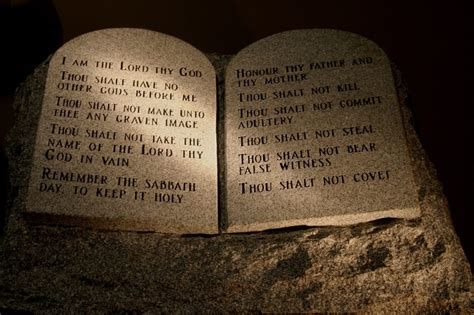 I am the Lord thy God
Thou shalt have no
other gods before me
Thou shalt not make unto
thee any graven image
Thou shalt not take the
name of the Lord thy
God in vain
Remember the sabbath
day, to keep it holy
Honour thy father and
thy mother
Thou shalt not kill
Thou shalt not commit
adultery
Thou shalt not steal
Thou shalt not bear
false witness
Thou shalt not covet